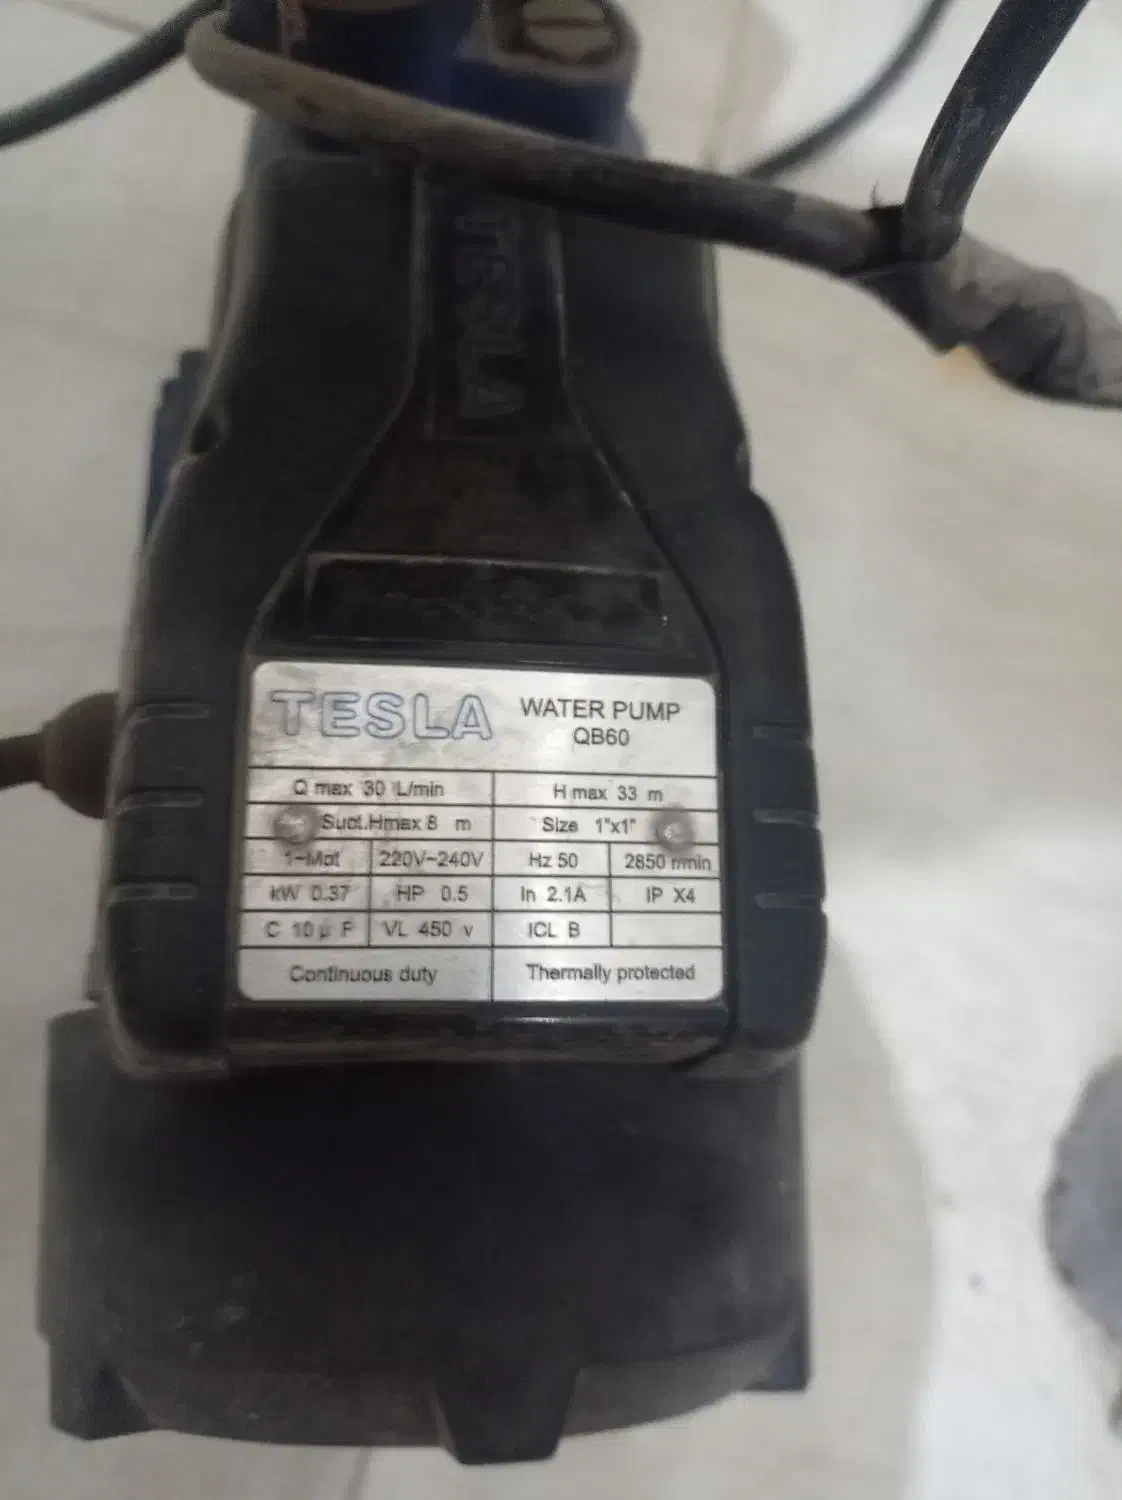 TESLA
TESLA WATER PUMP
QB60
Q max 30 L/min H max 33 m
Suct.Hmax 8 m Size 1"x1"
1~Mot 220V~240V Hz 50 2850 r/min
kW 0.37 HP 0.5 In 2.1A IP X4
C 10 µ F VL 450 v ICL B
Continuous duty Thermally protected